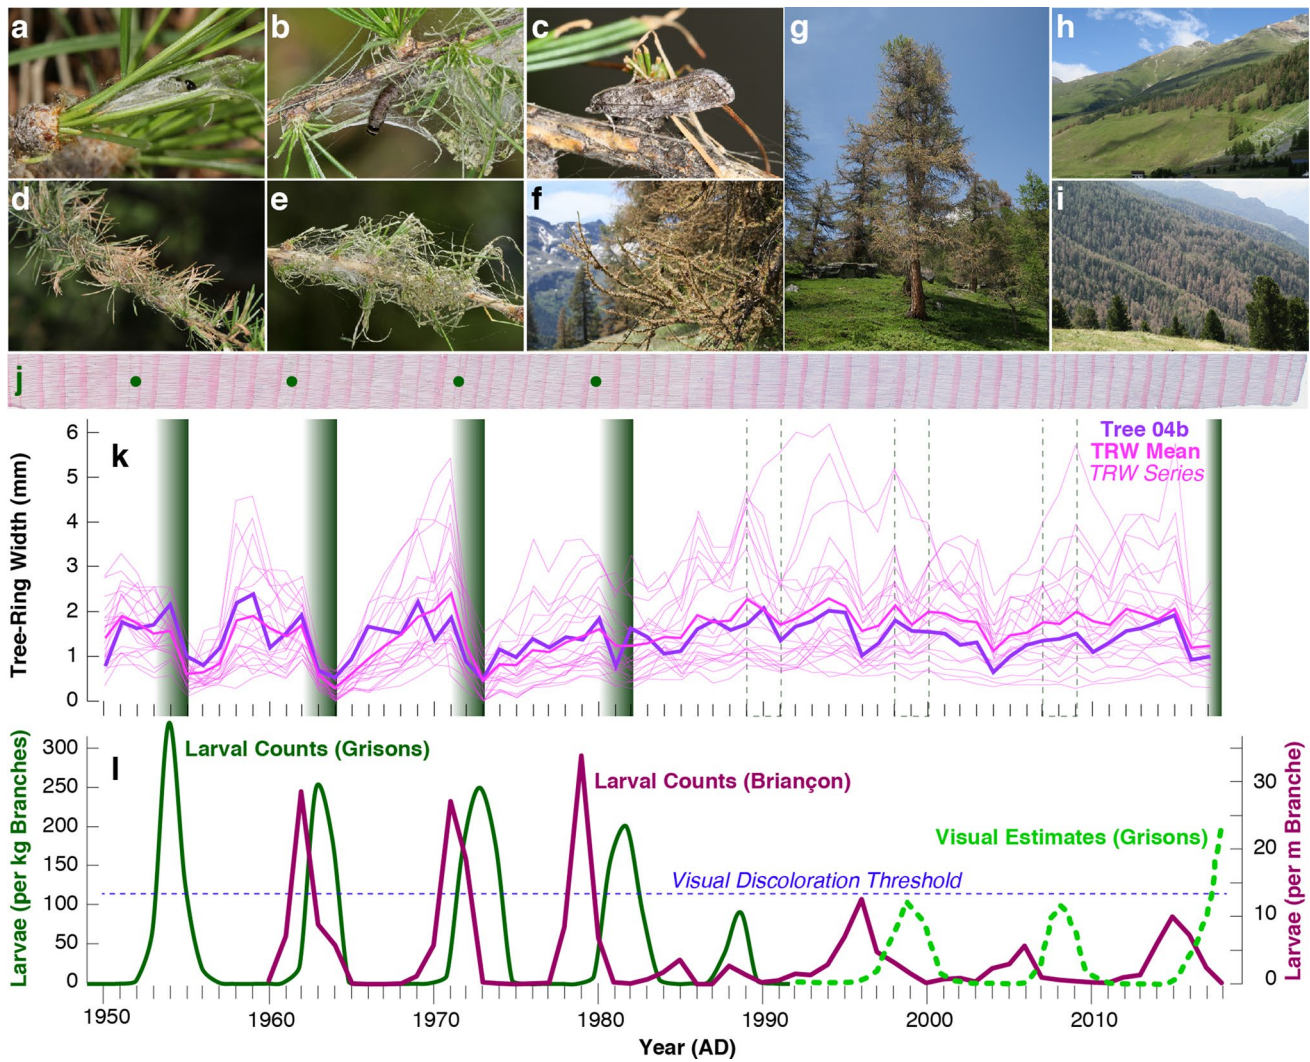 a
b
c
g
h
d
e
f
i
j
k
Tree 04b
TRW Mean
TRW Series
Tree-Ring Width (mm)
6
5
4
3
2
1
0
l
Larval Counts (Grisons)
Larval Counts (Briançon)
Visual Estimates (Grisons)
Visual Discoloration Threshold
Larvae (per kg Branches)
300
250
200
150
100
50
0
Larvae (per m Branche)
30
20
10
0
1950 1960 1970 1980 1990 2000 2010
Year (AD)